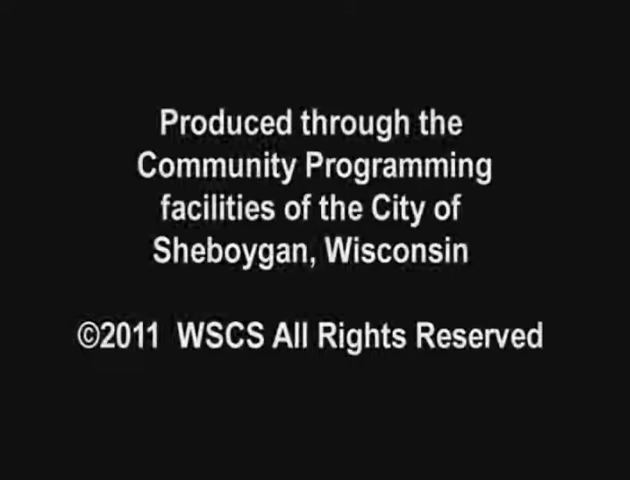 Produced through the
Community Programming
facilities of the City of
Sheboygan, Wisconsin
©2011 WSCS All Rights Reserved